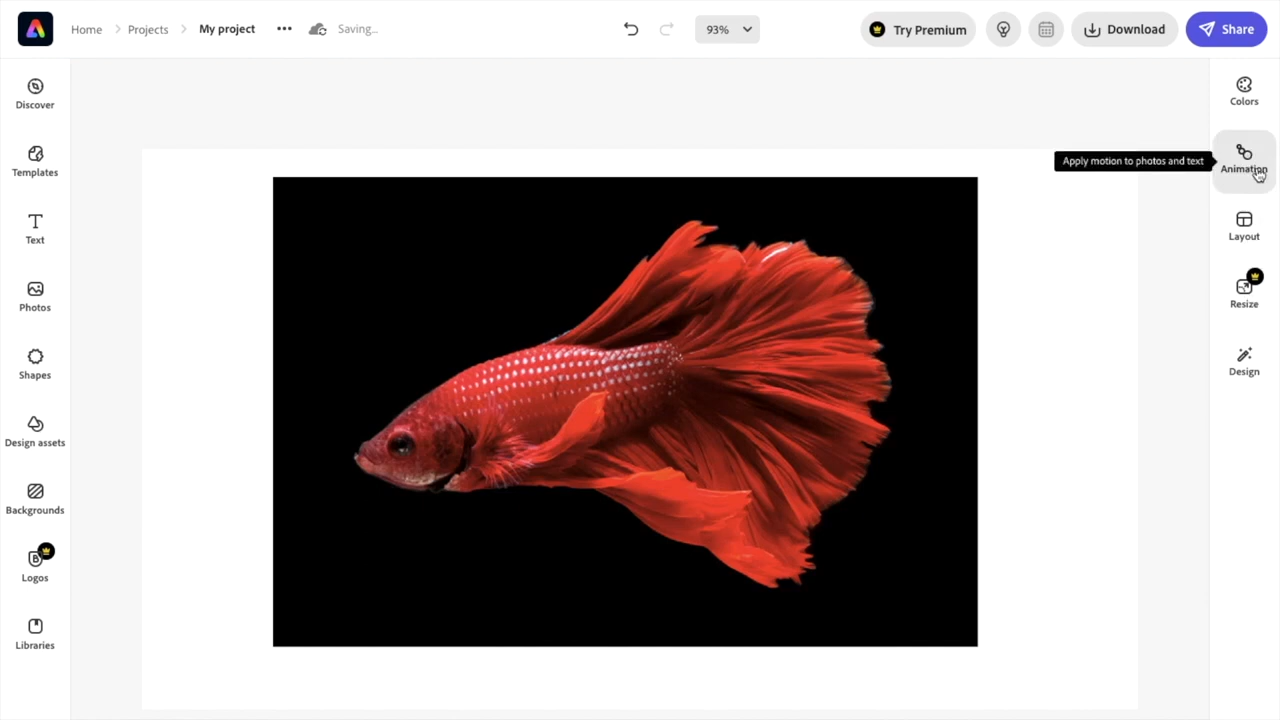 Home
Projects
My project
Saving...
93%
Try Premium
Download
Share
Discover
Templates
Text
Photos
Shapes
Design assets
Backgrounds
B
Logos
Libraries
Colors
Apply motion to photos and text
Animation
Layout
Resize
Design